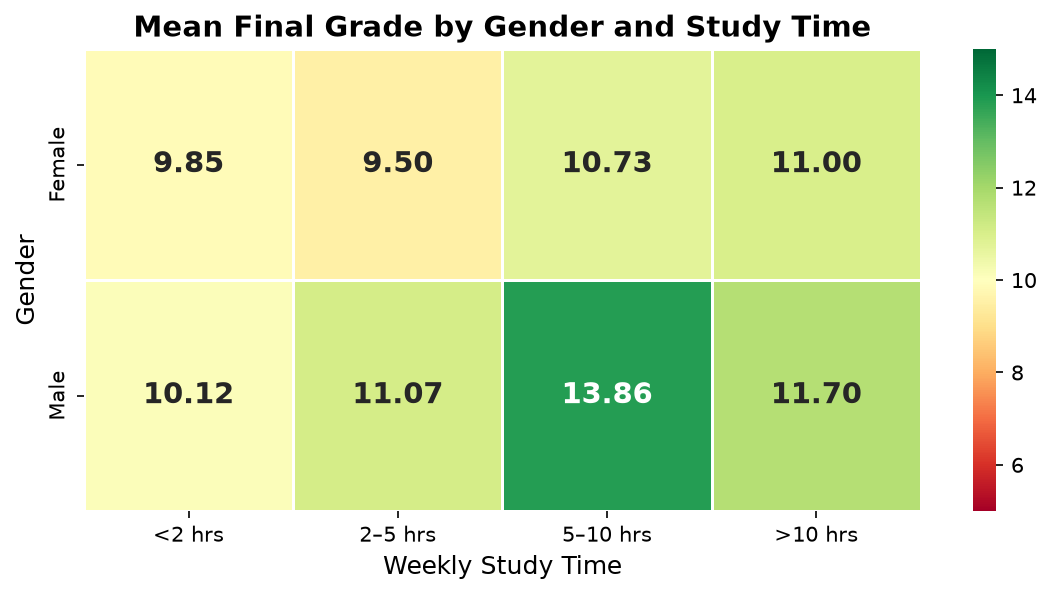 Mean Final Grade by Gender and Study Time
Gender
Female
9.85 9.50 10.73 11.00
Male
10.12 11.07 13.86 11.70
<2 hrs 2–5 hrs 5–10 hrs >10 hrs
Weekly Study Time
14
12
10
8
6